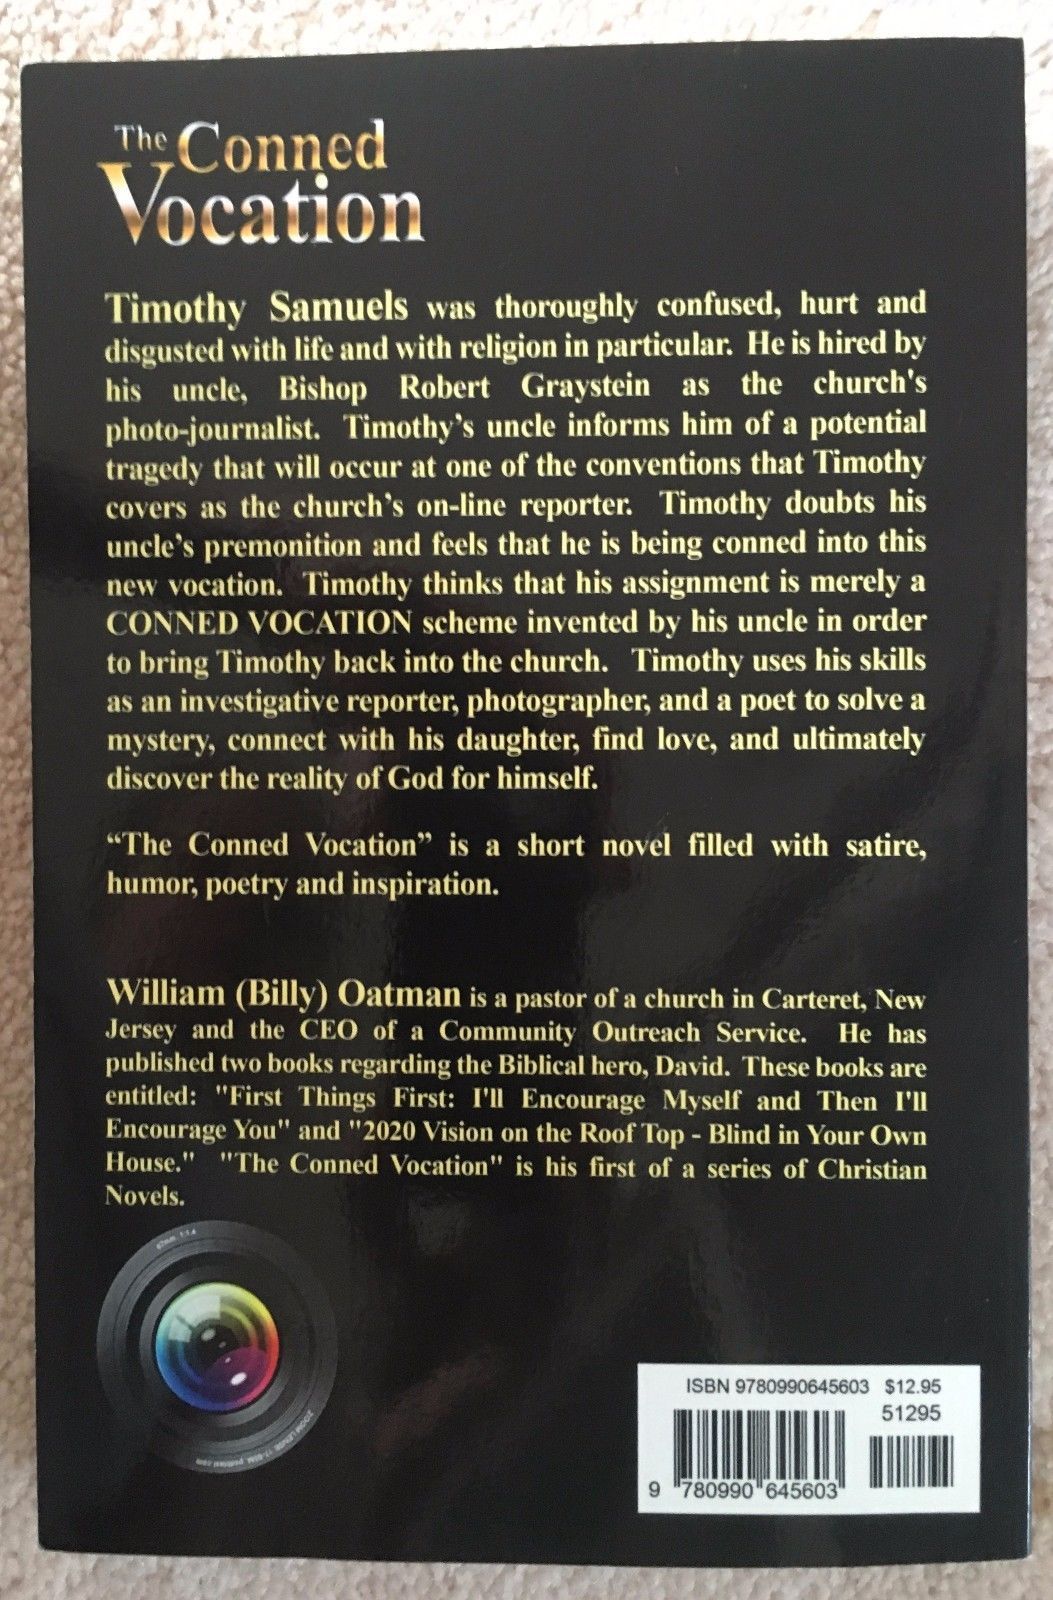 The Conned
Vocation
Timothy Samuels was thoroughly confused, hurt and
disgusted with life and with religion in particular. He is hired by
his uncle, Bishop Robert Graystein as the church's
photo-journalist. Timothy’s uncle informs him of a potential
tragedy that will occur at one of the conventions that Timothy
covers as the church’s on-line reporter. Timothy doubts his
uncle’s premonition and feels that he is being conned into this
new vocation. Timothy thinks that his assignment is merely a
CONNED VOCATION scheme invented by his uncle in order
to bring Timothy back into the church. Timothy uses his skills
as an investigative reporter, photographer, and a poet to solve a
mystery, connect with his daughter, find love, and ultimately
discover the reality of God for himself.
“The Conned Vocation” is a short novel filled with satire,
humor, poetry and inspiration.
William (Billy) Oatman is a pastor of a church in Carteret, New
Jersey and the CEO of a Community Outreach Service. He has
published two books regarding the Biblical hero, David. These books are
entitled: "First Things First: I'll Encourage Myself and Then I'll
Encourage You" and "2020 Vision on the Roof Top - Blind in Your Own
House." "The Conned Vocation" is his first of a series of Christian
Novels.
ISBN 9780990645603 $12.95
51295
9 780990 645603